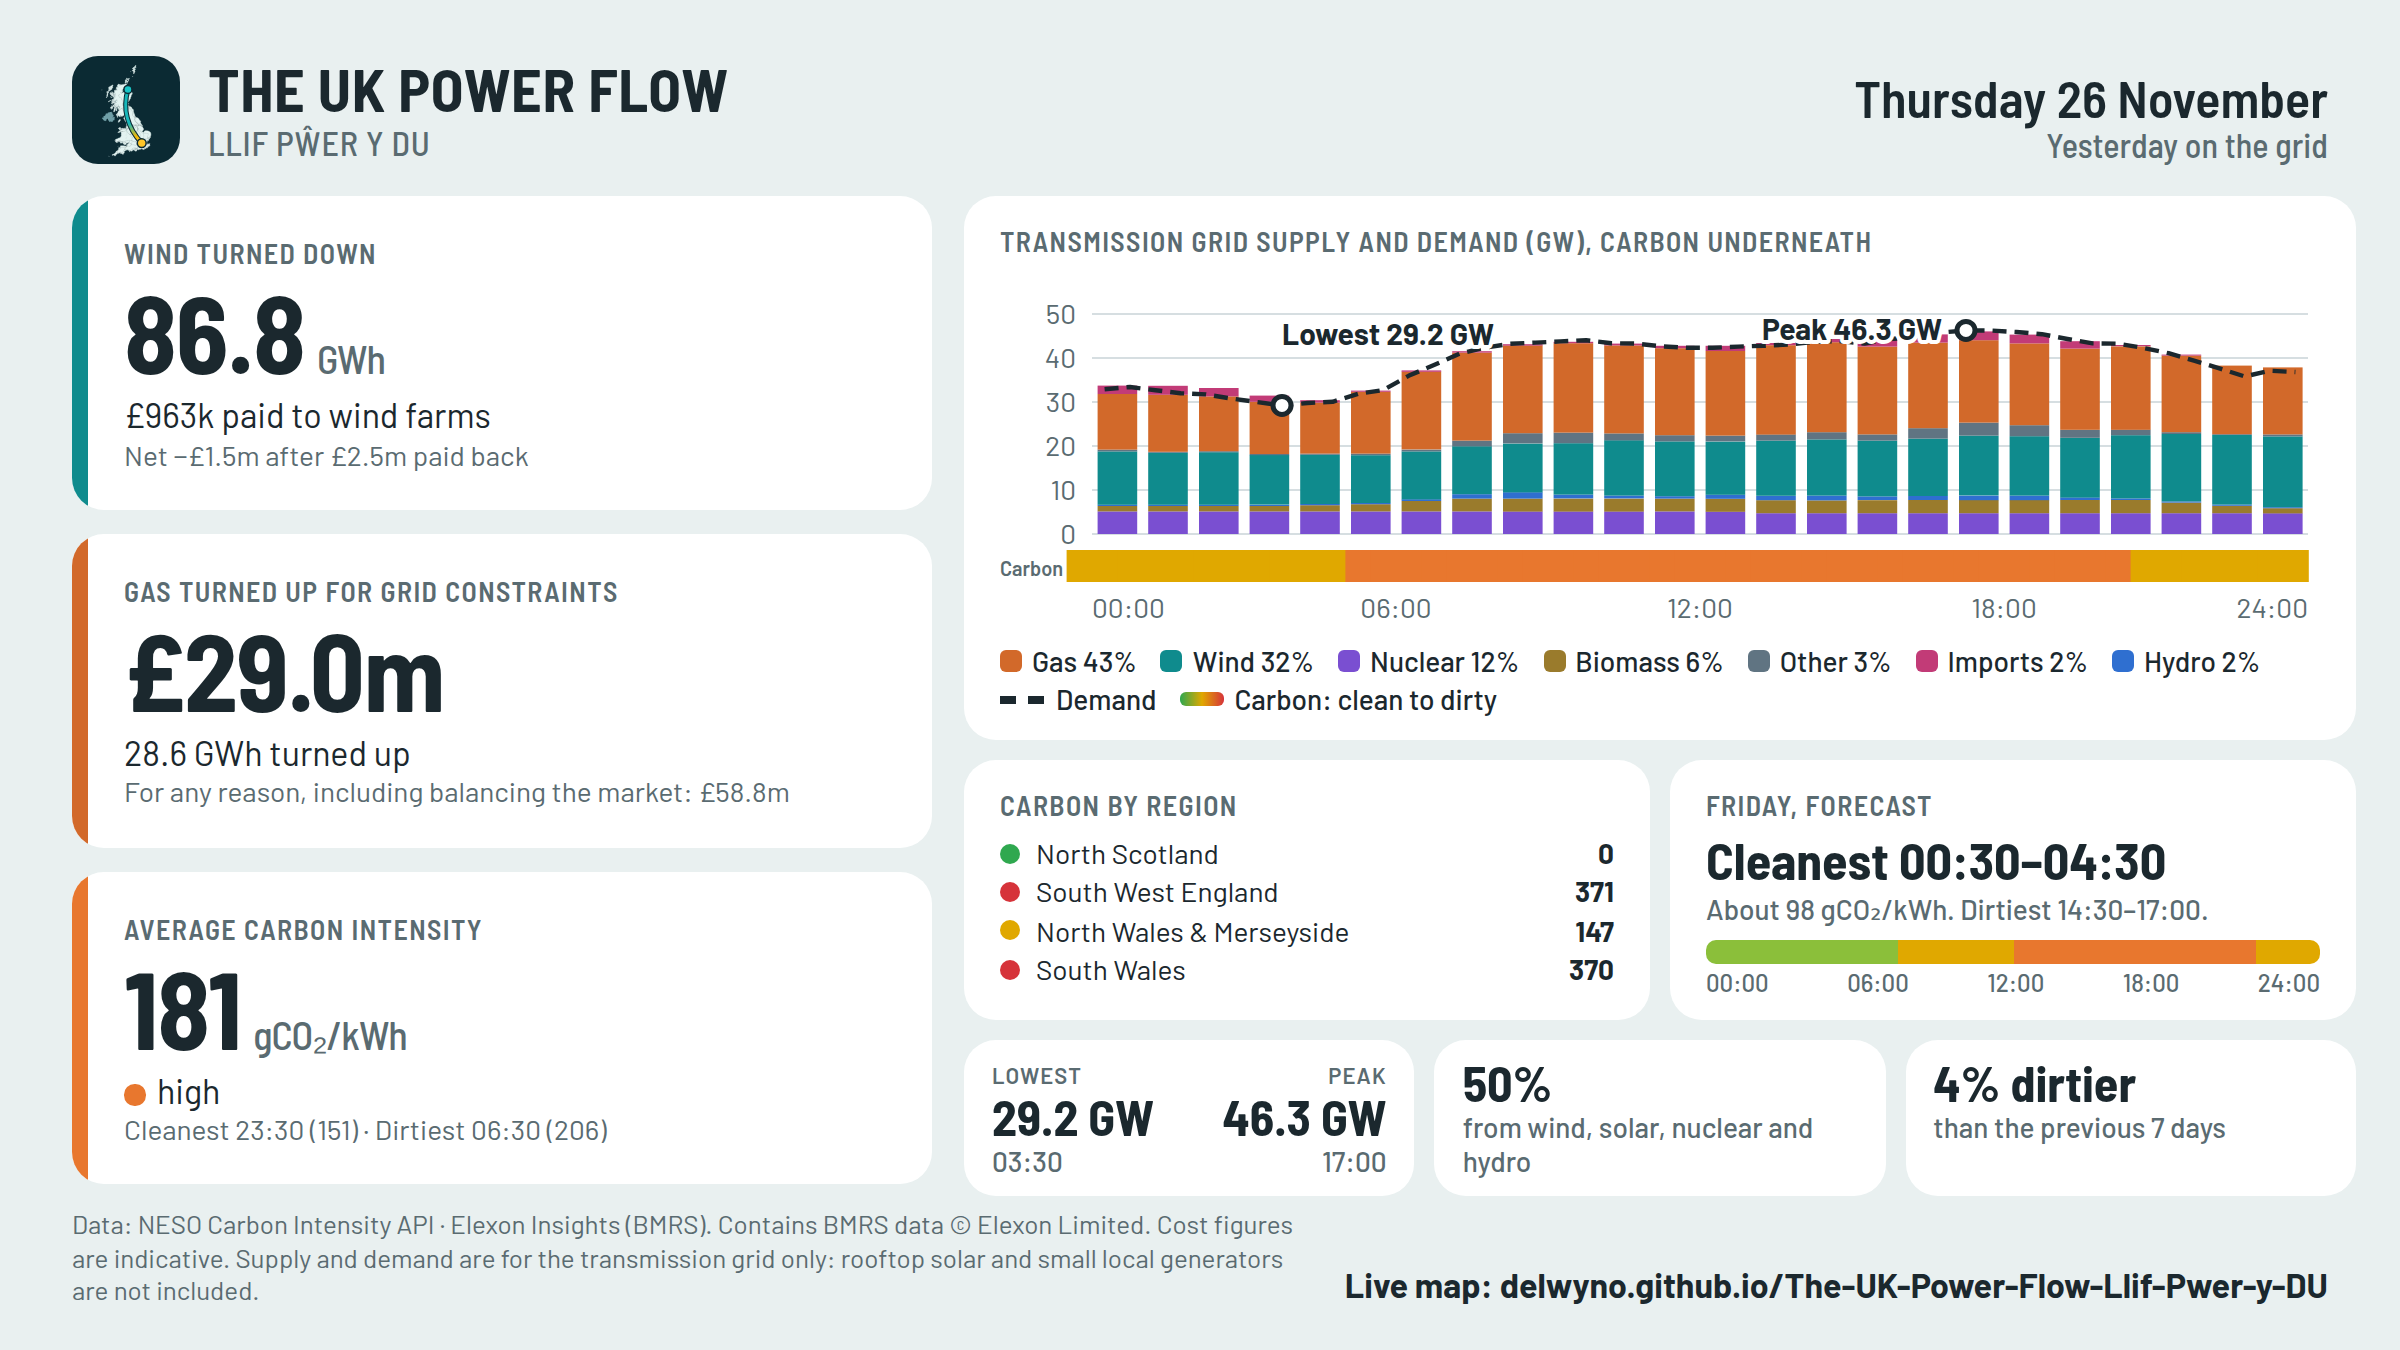 THE UK POWER FLOW
LLIF PŴER Y DU
Thursday 26 November
Yesterday on the grid
WIND TURNED DOWN
86.8 GWh
£963k paid to wind farms
Net −£1.5m after £2.5m paid back
GAS TURNED UP FOR GRID CONSTRAINTS
£29.0m
28.6 GWh turned up
For any reason, including balancing the market: £58.8m
AVERAGE CARBON INTENSITY
181 gCO₂/kWh
high
Cleanest 23:30 (151) · Dirtiest 06:30 (206)
TRANSMISSION GRID SUPPLY AND DEMAND (GW), CARBON UNDERNEATH
50
40
30
20
10
0
Lowest 29.2 GW
Peak 46.3 GW
Carbon
00:00 06:00 12:00 18:00 24:00
Gas 43% Wind 32% Nuclear 12% Biomass 6% Other 3% Imports 2% Hydro 2%
Demand Carbon: clean to dirty
CARBON BY REGION
North Scotland 0
South West England 371
North Wales & Merseyside 147
South Wales 370
FRIDAY, FORECAST
Cleanest 00:30–04:30
About 98 gCO₂/kWh. Dirtiest 14:30–17:00.
00:00 06:00 12:00 18:00 24:00
LOWEST PEAK
29.2 GW 46.3 GW
03:30 17:00
50%
from wind, solar, nuclear and
hydro
4% dirtier
than the previous 7 days
Data: NESO Carbon Intensity API · Elexon Insights (BMRS). Contains BMRS data © Elexon Limited. Cost figures
are indicative. Supply and demand are for the transmission grid only: rooftop solar and small local generators
are not included.
Live map: delwyno.github.io/The-UK-Power-Flow-Llif-Pwer-y-DU